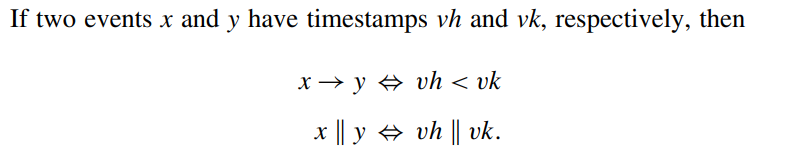 If two events x and y have timestamps vh and vk, respectively, then
x → y ⇔ vh < vk
x ∥ y ⇔ vh ∥ vk.